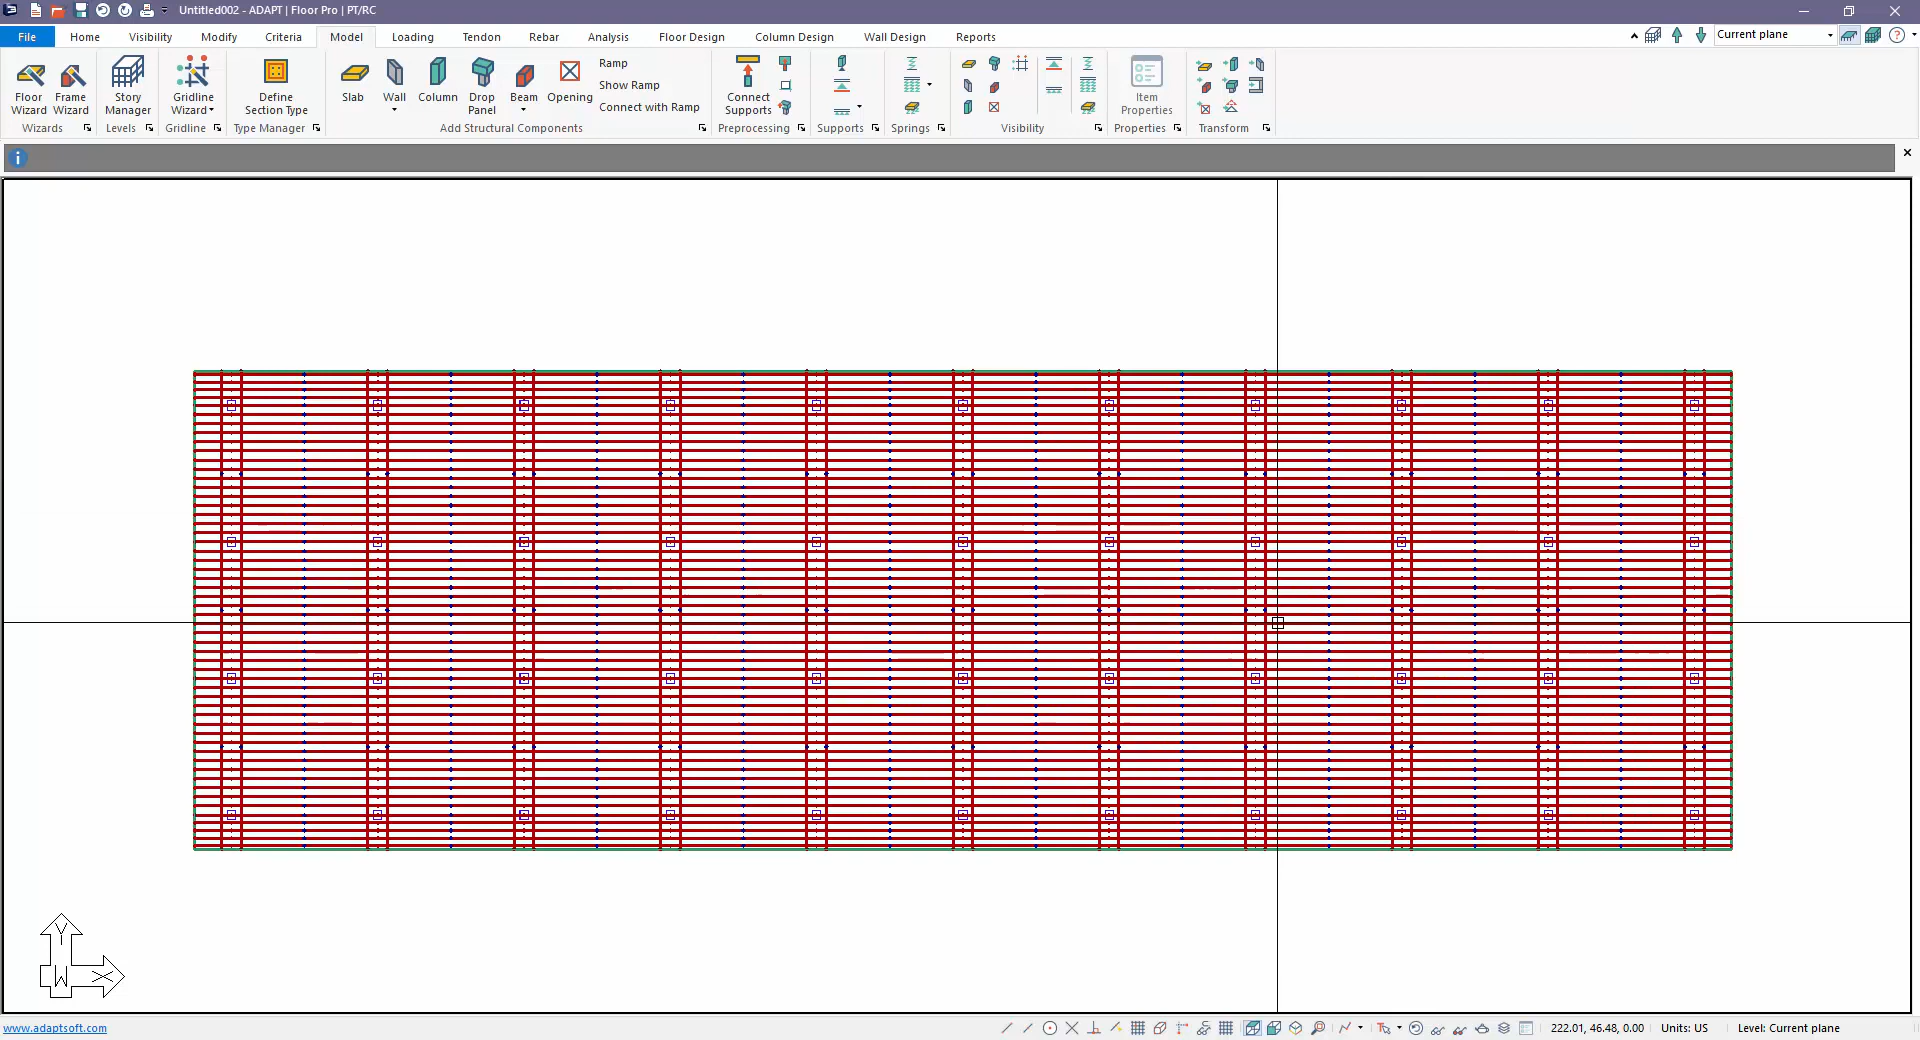 Untitled002 - ADAPT | Floor Pro | PT/RC
File Home Visibility Modify Criteria Model Loading Tendon Rebar Analysis Floor Design Column Design Wall Design Reports
Current plane
Floor Wizard
Frame Wizard
Wizards
Story Manager
Levels
Gridline Wizard
Gridline
Define Section Type
Type Manager
Slab
Wall
Column
Drop Panel
Beam
Opening
Ramp
Show Ramp
Connect with Ramp
Add Structural Components
Connect Supports
Preprocessing
Supports
Springs
Visibility
Item Properties
Properties
Transform
Y
W
X
www.adaptsoft.com
222.01, 46.48, 0.00 Units: US Level: Current plane